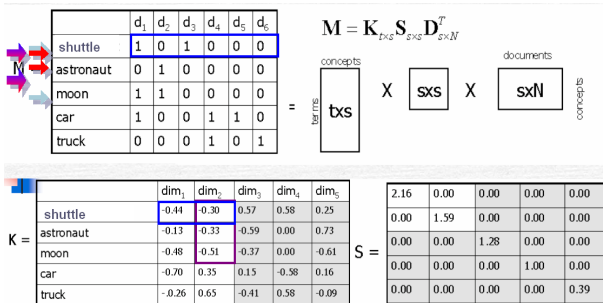 d1 d2 d3 d4 d5 d6
shuttle 1 0 1 0 0 0
astronaut 0 1 0 0 0 0
moon 1 1 0 0 0 0
car 1 0 0 1 1 0
truck 0 0 0 1 0 1
M
=
M = K t×s S s×s D T s×N
concepts
terms
txs
X
sxs
X
documents
sxN
concepts
K =
dim1 dim2 dim3 dim4 dim5
shuttle -0.44 -0.30 0.57 0.58 0.25
astronaut -0.13 -0.33 -0.59 0.00 0.73
moon -0.48 -0.51 -0.37 0.00 -0.61
car -0.70 0.35 0.15 -0.58 0.16
truck -.0.26 0.65 -0.41 0.58 -0.09
S =
2.16 0.00 0.00 0.00 0.00
0.00 1.59 0.00 0.00 0.00
0.00 0.00 1.28 0.00 0.00
0.00 0.00 0.00 1.00 0.00
0.00 0.00 0.00 0.00 0.39